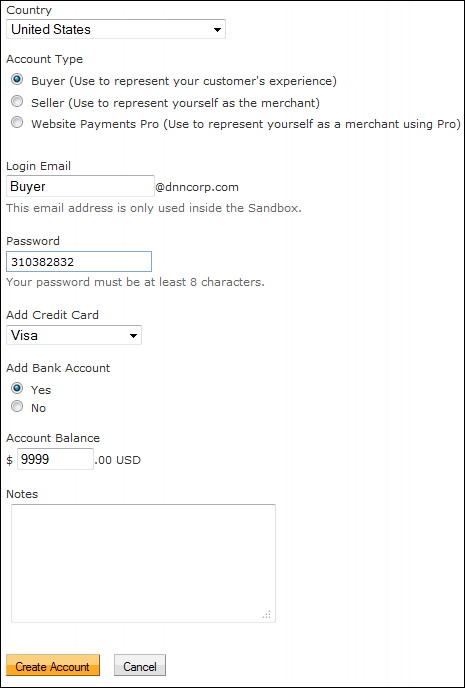 Country
United States
Account Type
Buyer (Use to represent your customer's experience)
Seller (Use to represent yourself as the merchant)
Website Payments Pro (Use to represent yourself as a merchant using Pro)
Login Email
Buyer@dnncorp.com
This email address is only used inside the Sandbox.
Password
310382832
Your password must be at least 8 characters.
Add Credit Card
Visa
Add Bank Account
Yes
No
Account Balance
$ 9999.00 USD
Notes
Create Account Cancel